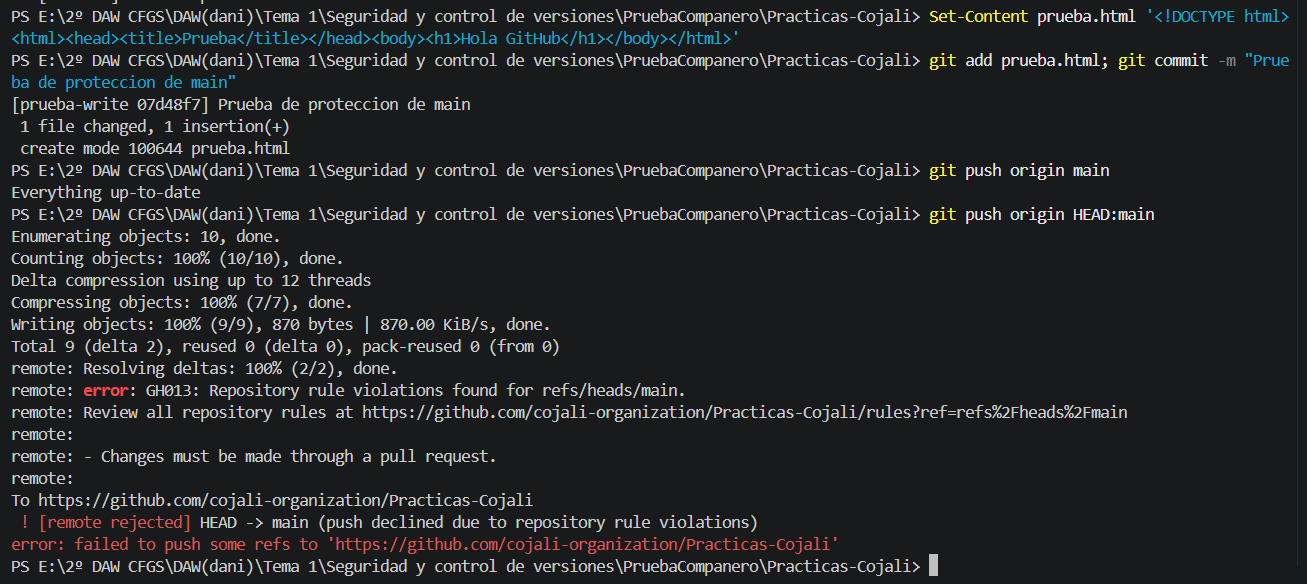 PS E:\2º DAW CFGS\DAW(dani)\Tema 1\Seguridad y control de versiones\PruebaCompanero\Practicas-Cojali> Set-Content prueba.html '<!DOCTYPE html>
<html><head><title>Prueba</title></head><body><h1>Hola GitHub</h1></body></html>'
PS E:\2º DAW CFGS\DAW(dani)\Tema 1\Seguridad y control de versiones\PruebaCompanero\Practicas-Cojali> git add prueba.html; git commit -m "Prue
ba de proteccion de main"
[prueba-write 07d48f7] Prueba de proteccion de main
 1 file changed, 1 insertion(+)
 create mode 100644 prueba.html
PS E:\2º DAW CFGS\DAW(dani)\Tema 1\Seguridad y control de versiones\PruebaCompanero\Practicas-Cojali> git push origin main
Everything up-to-date
PS E:\2º DAW CFGS\DAW(dani)\Tema 1\Seguridad y control de versiones\PruebaCompanero\Practicas-Cojali> git push origin HEAD:main
Enumerating objects: 10, done.
Counting objects: 100% (10/10), done.
Delta compression using up to 12 threads
Compressing objects: 100% (7/7), done.
Writing objects: 100% (9/9), 870 bytes | 870.00 KiB/s, done.
Total 9 (delta 2), reused 0 (delta 0), pack-reused 0 (from 0)
remote: Resolving deltas: 100% (2/2), done.
remote: error: GH013: Repository rule violations found for refs/heads/main.
remote: Review all repository rules at https://github.com/cojali-organization/Practicas-Cojali/rules?ref=refs%2Fheads%2Fmain
remote:
remote: - Changes must be made through a pull request.
remote:
To https://github.com/cojali-organization/Practicas-Cojali
 ! [remote rejected] HEAD -> main (push declined due to repository rule violations)
error: failed to push some refs to 'https://github.com/cojali-organization/Practicas-Cojali'
PS E:\2º DAW CFGS\DAW(dani)\Tema 1\Seguridad y control de versiones\PruebaCompanero\Practicas-Cojali>